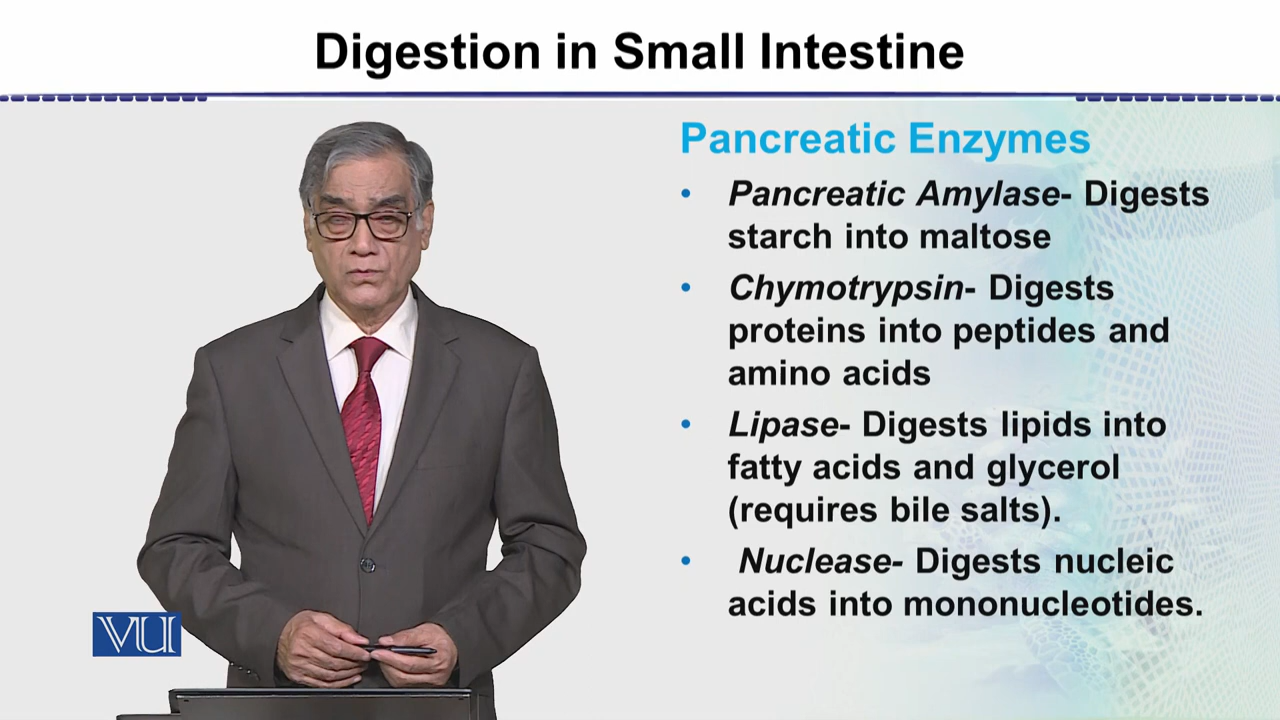 Digestion in Small Intestine
Pancreatic Enzymes
• Pancreatic Amylase- Digests
starch into maltose
• Chymotrypsin- Digests
proteins into peptides and
amino acids
• Lipase- Digests lipids into
fatty acids and glycerol
(requires bile salts).
• Nuclease- Digests nucleic
acids into mononucleotides.
VU